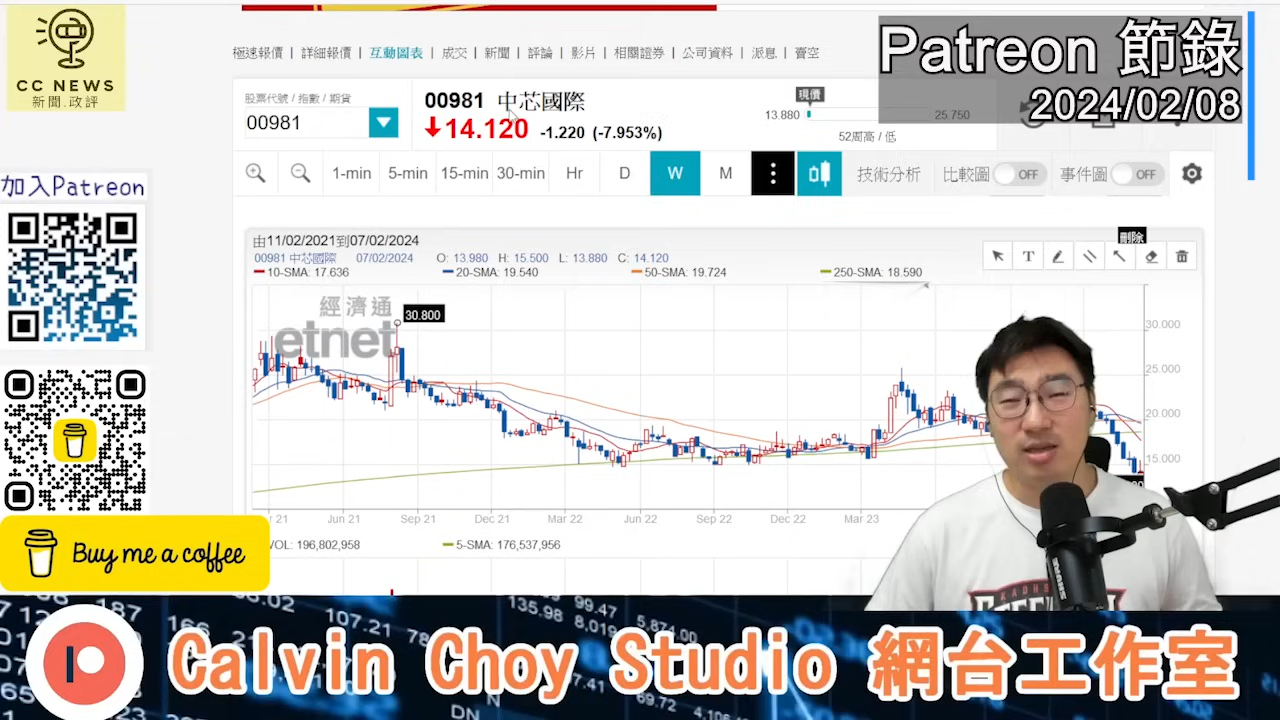 CC NEWS
新聞.政評
極速報價 | 詳細報價 | 互動圖表 | 成交 | 新聞 | 評論 | 影片 | 相關證券 | 公司資料 | 派息 | 賣空
Patreon 節錄
2024/02/08
股票代號 / 指數 / 期貨
00981
00981 中芯國際
14.120 -1.220 (-7.953%)
現價
13.880
25.750
52周高 / 低
1-min 5-min 15-min 30-min Hr D W M 技術分析 比較圖 OFF 事件圖 OFF
加入Patreon
由11/02/2021到07/02/2024
刪除
00981 中芯國際 07/02/2024 O: 13.980 H: 15.500 L: 13.880 C: 14.120
10-SMA: 17.636 20-SMA: 19.540 50-SMA: 19.724 250-SMA: 18.590
T
經濟通
etnet
30.800
30.000
25.000
20.000
15.000
21 Jun 21 Sep 21 Dec 21 Mar 22 Jun 22 Sep 22 Dec 22 Mar 23
VOL: 196,802,958 5-SMA: 176,537,956
Buy me a coffee
SHURE
Calvin Choy Studio 網台工作室